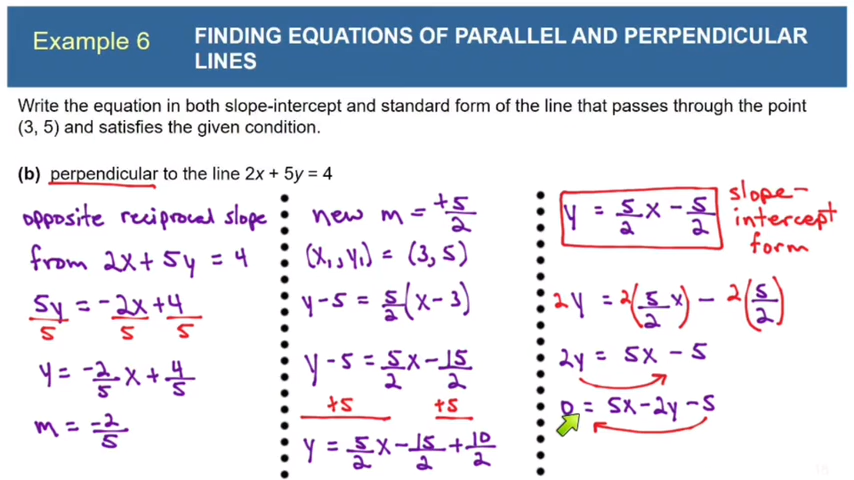 Example 6
FINDING EQUATIONS OF PARALLEL AND PERPENDICULAR
LINES
Write the equation in both slope-intercept and standard form of the line that passes through the point
(3, 5) and satisfies the given condition.
(b) perpendicular to the line 2x + 5y = 4
opposite reciprocal slope
from 2x + 5y = 4
5y = -2x + 4
5 5 5
y = -2/5 x + 4/5
m = -2/5
new m = +5/2
(x₁, y₁) = (3, 5)
y - 5 = 5/2 (x - 3)
y - 5 = 5/2 x - 15/2
+5 +5
y = 5/2 x - 15/2 + 10/2
y = 5/2 x - 5/2
slope-
intercept
form
2y = 2(5/2 x) - 2(5/2)
2y = 5x - 5
0 = 5x - 2y - 5